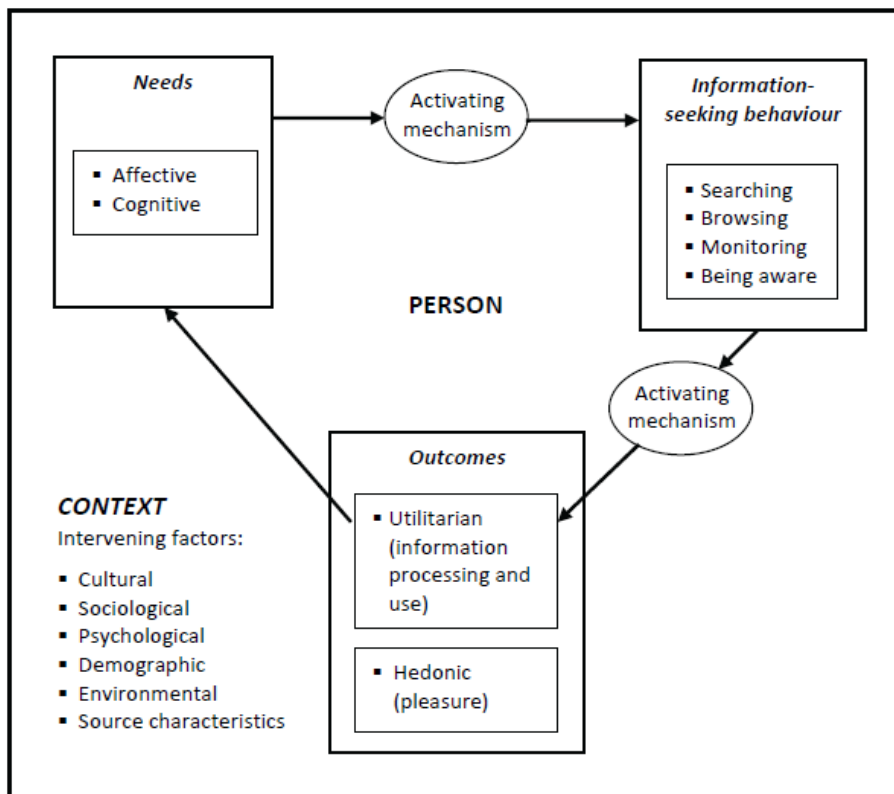 Needs
▪ Affective
▪ Cognitive
Activating
mechanism
Information-
seeking behaviour
▪ Searching
▪ Browsing
▪ Monitoring
▪ Being aware
PERSON
Activating
mechanism
Outcomes
▪ Utilitarian
(information
processing and
use)
▪ Hedonic
(pleasure)
CONTEXT
Intervening factors:
▪ Cultural
▪ Sociological
▪ Psychological
▪ Demographic
▪ Environmental
▪ Source characteristics